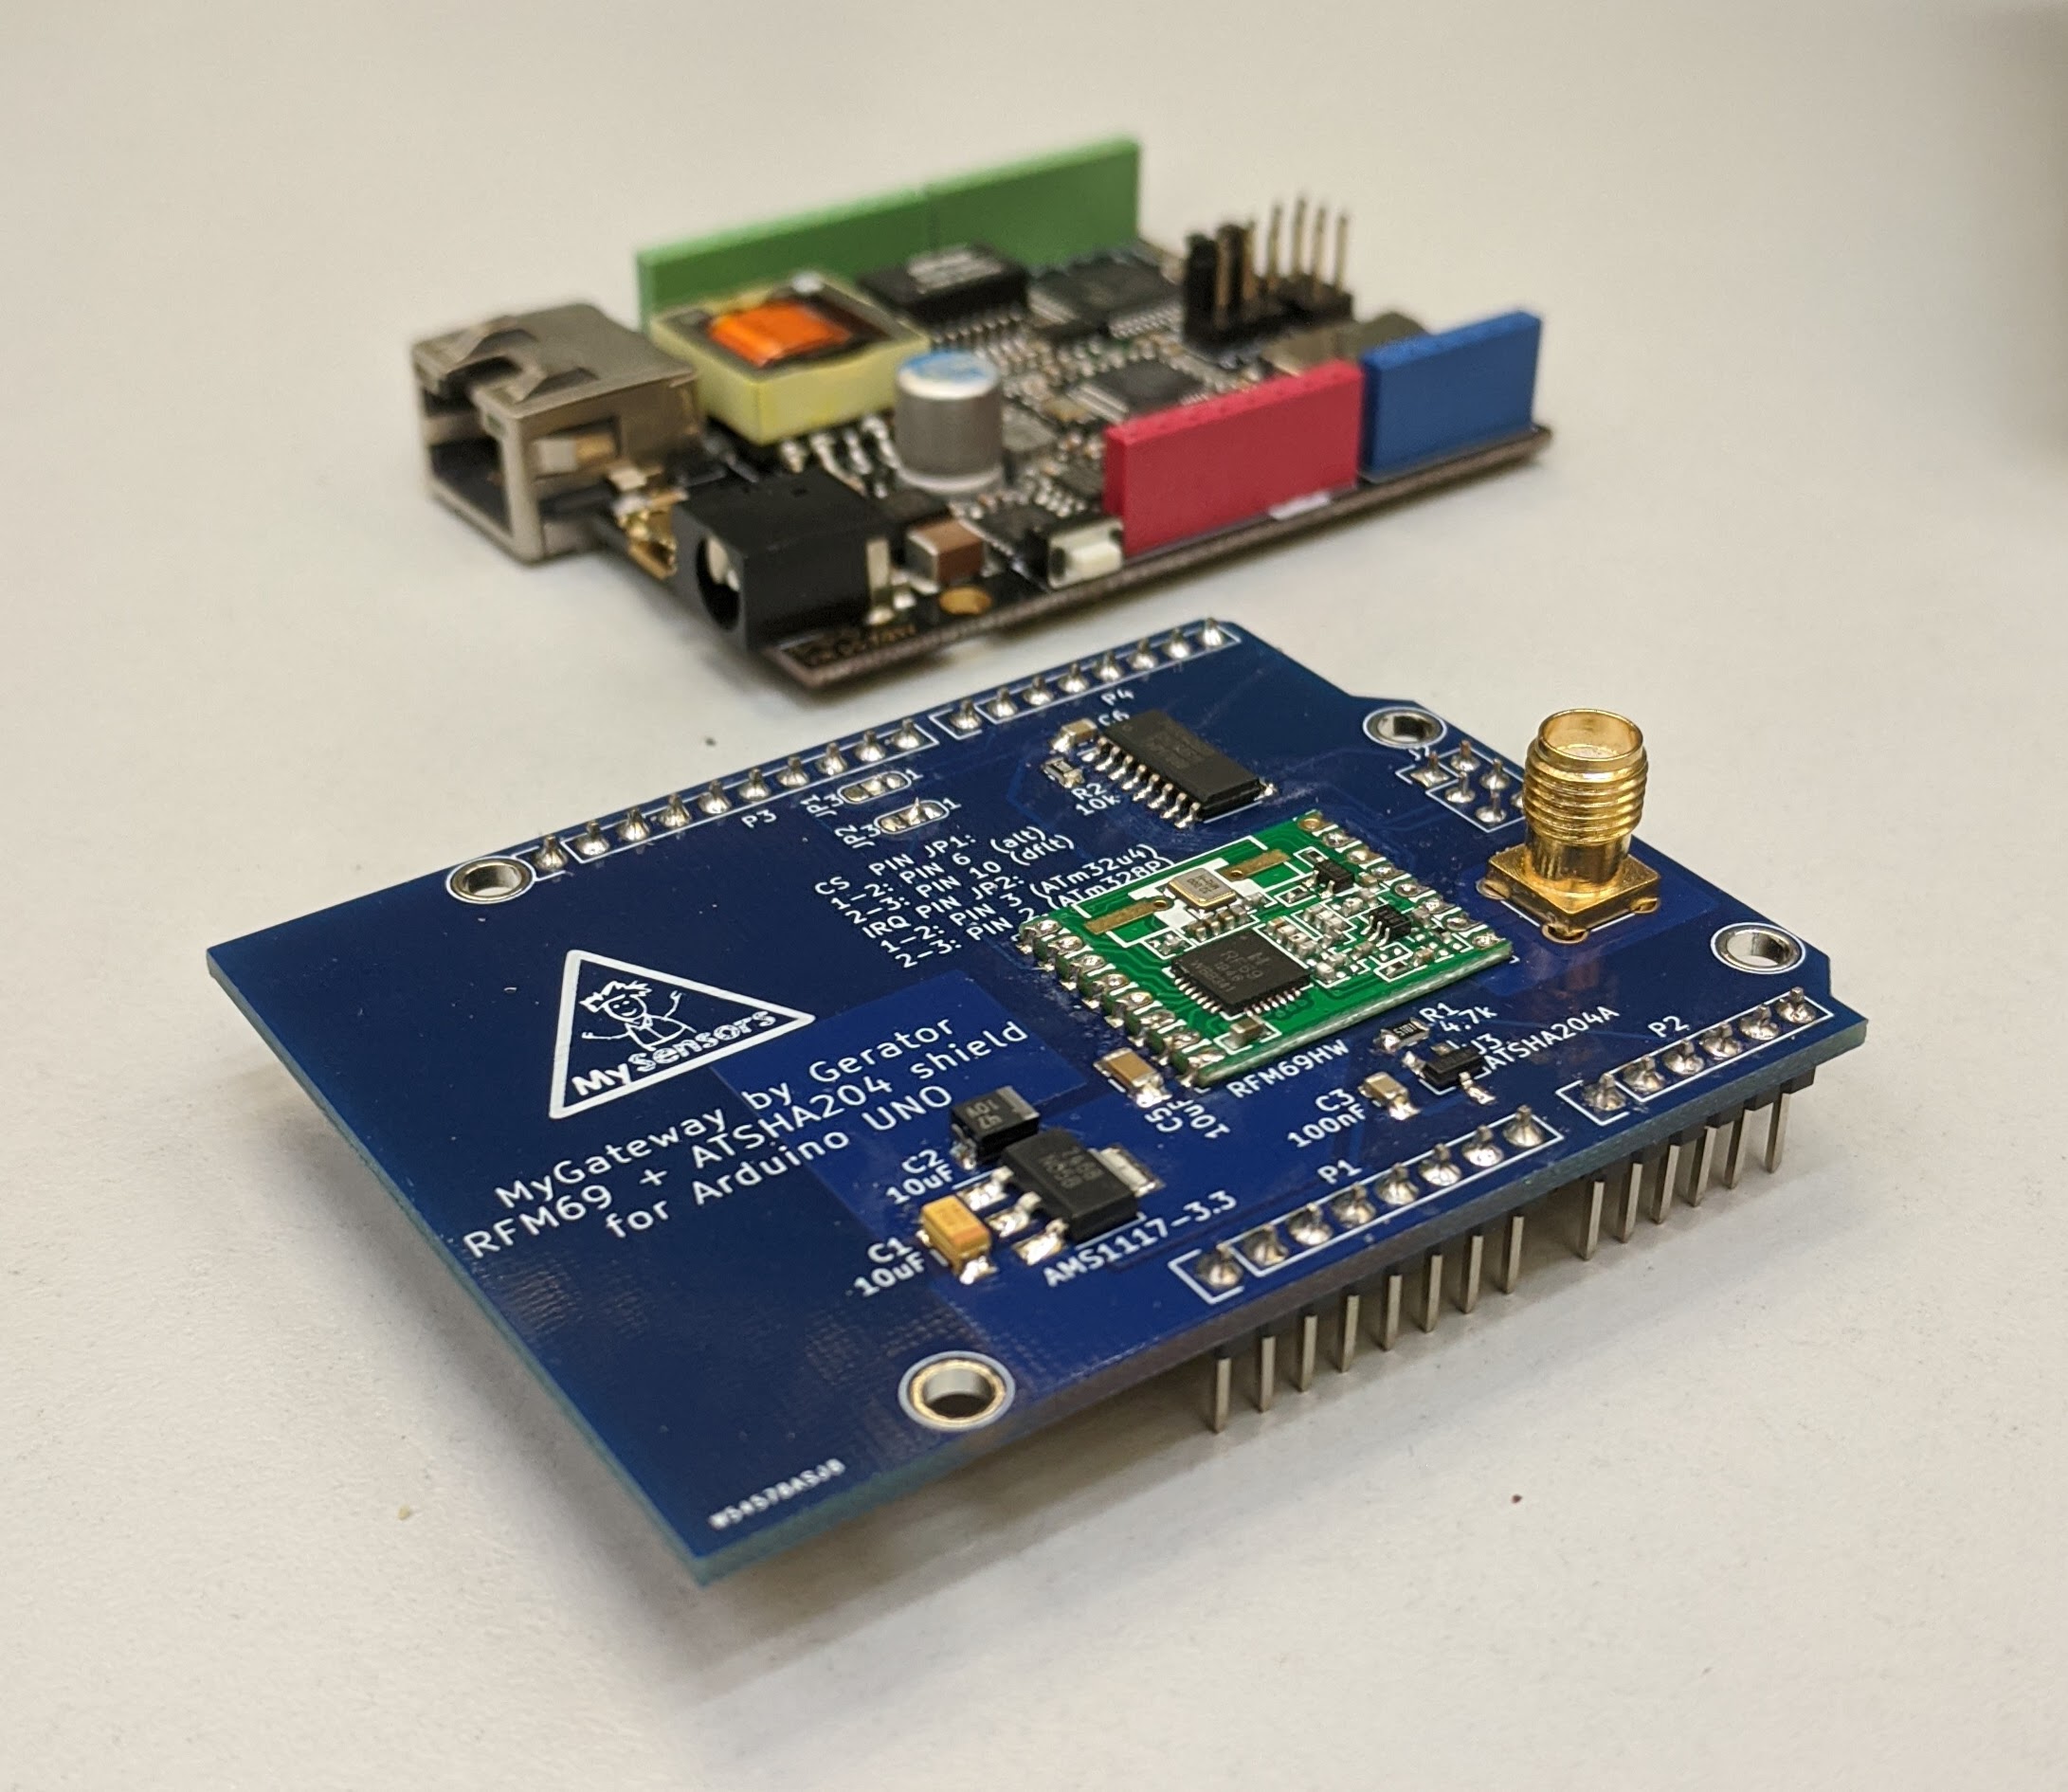 P4
C6
R2
10k
P3
JP1
3
1
JP2
3
1
CS PIN JP1:
1-2: PIN 6 (alt)
2-3: PIN 10 (dflt)
IRQ PIN JP2:
1-2: PIN 3 (ATm32u4)
2-3: PIN 2 (ATm328P)
MySensors
MyGateway by Gerator
RFM69 + ATSHA204 shield
for Arduino UNO
RFM69HW
R1
4.7k
ATSHA204A
P2
C3
100nF
C5
10uF
P1
C2
10uF
C1
10uF
AMS1117-3.3